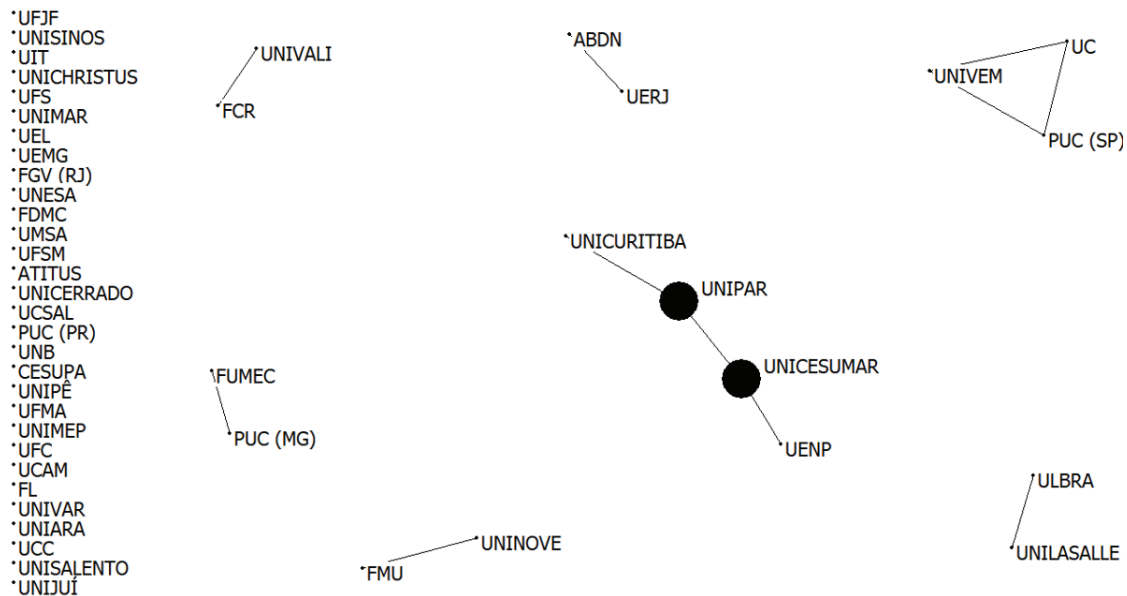 UFJF
UNISINOS
UIT
UNICHRISTUS
UFS
UNIMAR
UEL
UEMG
FGV (RJ)
UNESA
FDMC
UMSA
UFSM
ATITUS
UNICERRADO
UCSAL
PUC (PR)
UNB
CESUPA
UNIPÊ
UFMA
UNIMEP
UFC
UCAM
FL
UNIVAR
UNIARA
UCC
UNISALENTO
UNIJUÍ
UNIVALI
FCR
ABDN
UERJ
UC
UNIVEM
PUC (SP)
UNICURITIBA
UNIPAR
UNICESUMAR
UENP
FUMEC
PUC (MG)
UNINOVE
FMU
ULBRA
UNILASALLE